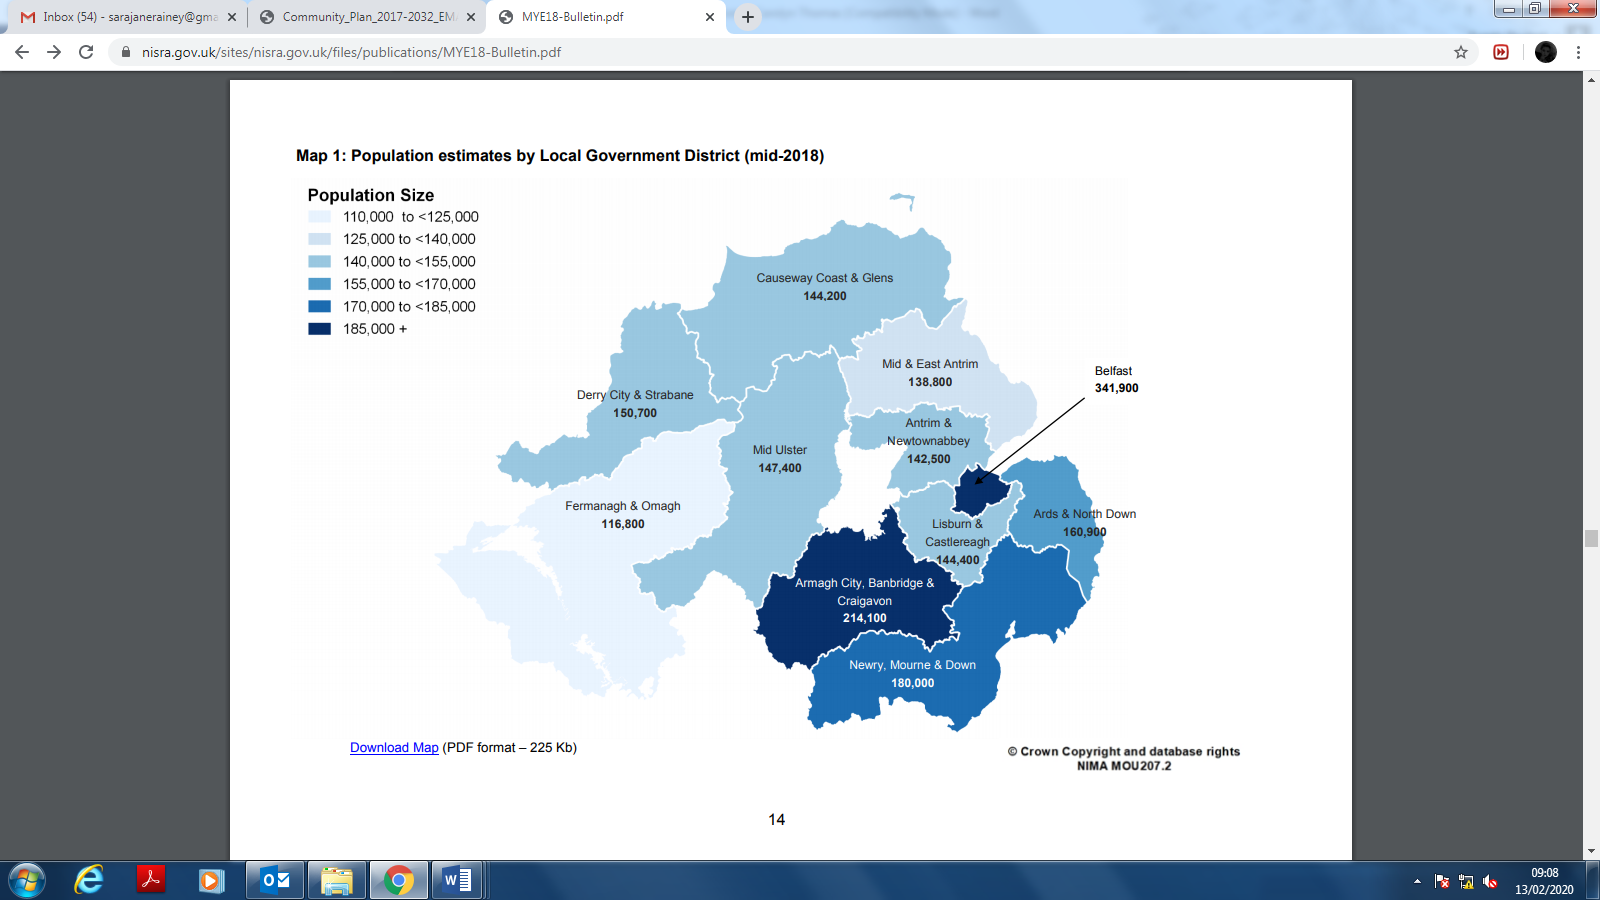 Inbox (54) - sarajanerainey@gma
Community_Plan_2017-2032_EMA
MYE18-Bulletin.pdf
nisra.gov.uk/sites/nisra.gov.uk/files/publications/MYE18-Bulletin.pdf
Map 1: Population estimates by Local Government District (mid-2018)
Population Size
110,000 to <125,000
125,000 to <140,000
140,000 to <155,000
155,000 to <170,000
170,000 to <185,000
185,000 +
Causeway Coast & Glens
144,200
Mid & East Antrim
138,800
Belfast
341,900
Derry City & Strabane
150,700
Antrim &
Newtownabbey
142,500
Mid Ulster
147,400
Fermanagh & Omagh
116,800
Ards & North Down
160,900
Lisburn &
Castlereagh
144,400
Armagh City, Banbridge &
Craigavon
214,100
Newry, Mourne & Down
180,000
Download Map (PDF format – 225 Kb)
© Crown Copyright and database rights
NIMA MOU207.2
14
09:08
13/02/2020